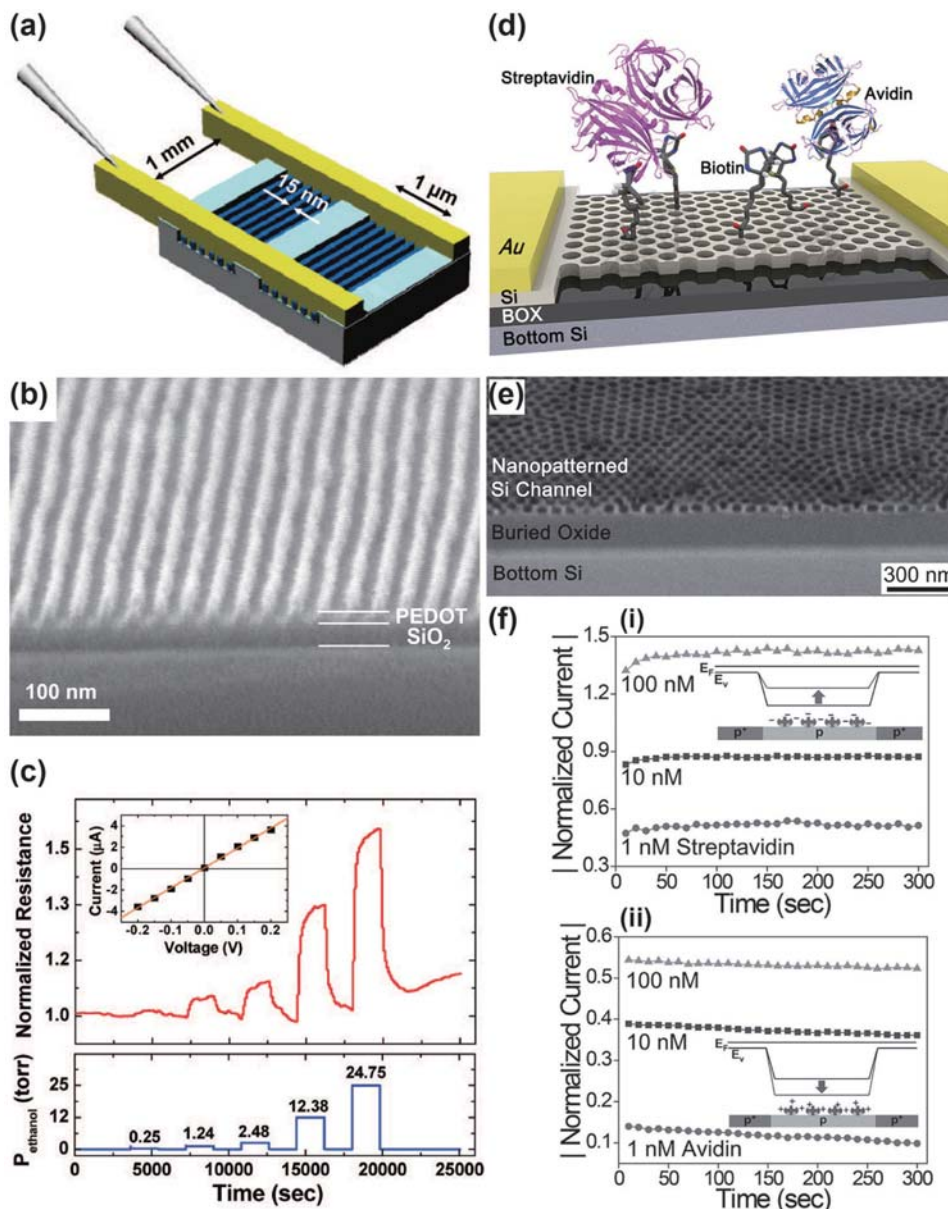 (a)
1 mm
15 nm
1 µm
(b)
PEDOT
SiO₂
100 nm
(c)
Normalized Resistance
1.5
1.3
1.2
1.0
Current (µA)
4
2
0
-2
-4
-0.2 -0.1 0.0 0.1 0.2
Voltage (V)
Pethanol (torr)
25
13
0
0.25
1.24
2.48
12.38
24.75
0 5000 10000 15000 20000 25000
Time (sec)
(d)
Streptavidin
Avidin
Biotin
Au
Si
BOX
Bottom Si
(e)
Nanopatterned
Si Channel
Buried Oxide
Bottom Si
300 nm
(f)
(i)
| Normalized Current |
1.5
1.2
0.9
0.6
0.3
100 nM
EF
Ev
p⁺ p p⁺
10 nM
1 nM Streptavidin
0 50 100 150 200 250 300
Time (sec)
(ii)
| Normalized Current |
0.6
0.5
0.4
0.3
0.2
0.1
100 nM
10 nM
EF
Ev
p⁺ p p⁺
1 nM Avidin
0 50 100 150 200 250 300
Time (sec)